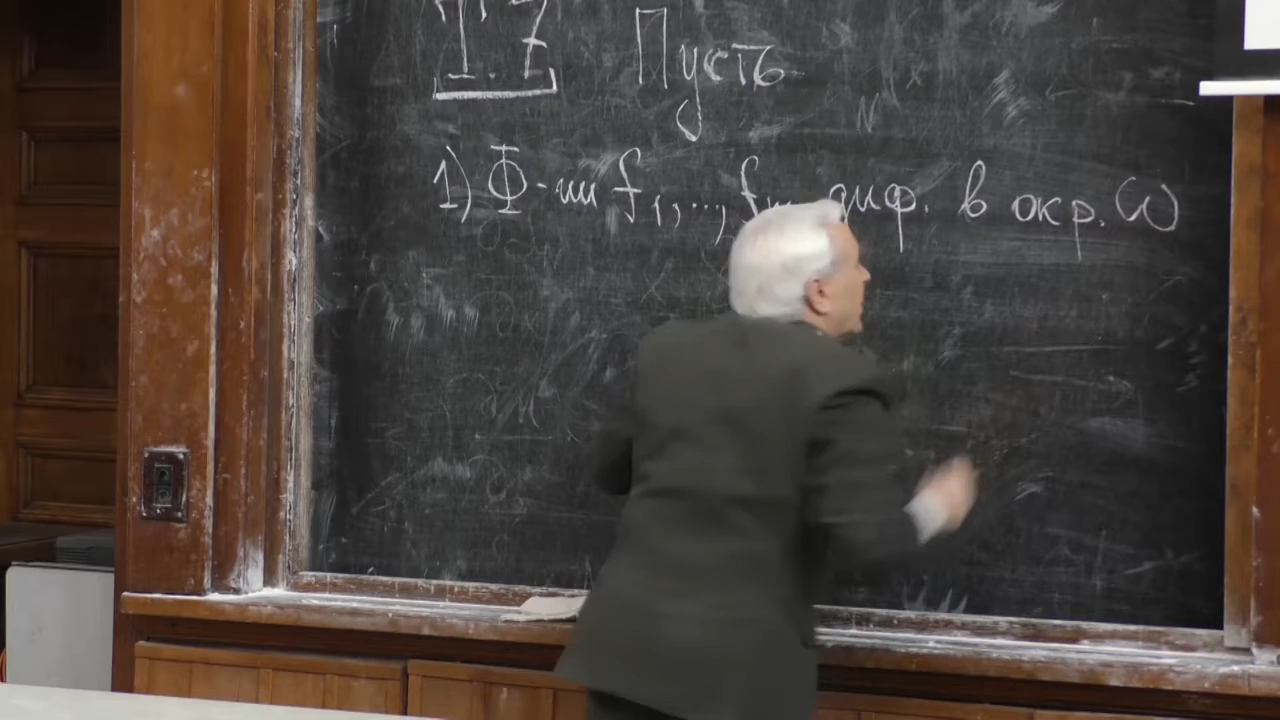 Т.7 Пусть
1) Ф-ии f₁,..., fₘ диф. в окр. ω